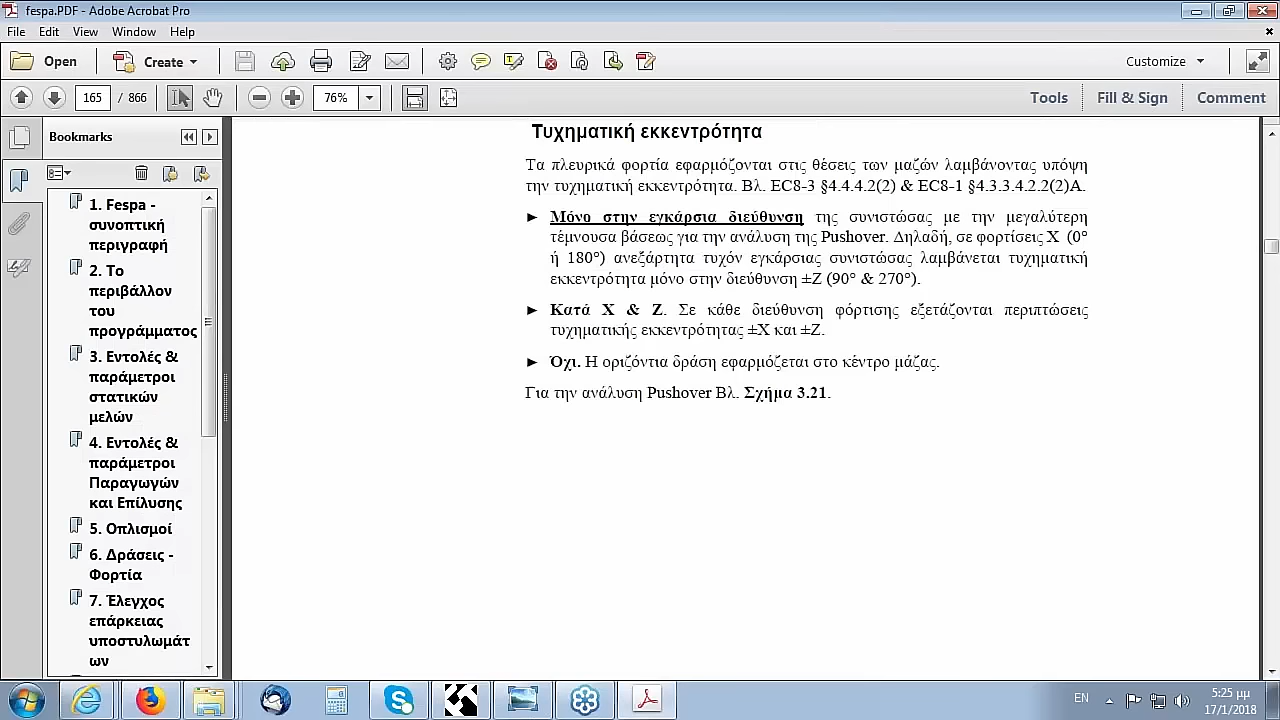 fespa.PDF - Adobe Acrobat Pro
File Edit View Window Help
Open Create Customize
165 / 866 76% Tools Fill & Sign Comment
Bookmarks
1. Fespa -
συνοπτική
περιγραφή
2. Το
περιβάλλον
του
προγράμματος
3. Εντολές &
παράμετροι
στατικών
μελών
4. Εντολές &
παράμετροι
Παραγωγών
και Επίλυσης
5. Οπλισμοί
6. Δράσεις -
Φορτία
7. Έλεγχος
επάρκειας
υποστυλωμάτ
ων
Τυχηματική εκκεντρότητα
Τα πλευρικά φορτία εφαρμόζονται στις θέσεις των μαζών λαμβάνοντας υπόψη
την τυχηματική εκκεντρότητα. Βλ. EC8-3 §4.4.4.2(2) & EC8-1 §4.3.3.4.2.2(2)Α.
► Μόνο στην εγκάρσια διεύθυνση της συνιστώσας με την μεγαλύτερη
τέμνουσα βάσεως για την ανάλυση της Pushover. Δηλαδή, σε φορτίσεις Χ (0°
ή 180°) ανεξάρτητα τυχόν εγκάρσιας συνιστώσας λαμβάνεται τυχηματική
εκκεντρότητα μόνο στην διεύθυνση ±Ζ (90° & 270°).
► Κατά Χ & Ζ. Σε κάθε διεύθυνση φόρτισης εξετάζονται περιπτώσεις
τυχηματικής εκκεντρότητας ±Χ και ±Ζ.
► Όχι. Η οριζόντια δράση εφαρμόζεται στο κέντρο μάζας.
Για την ανάλυση Pushover Βλ. Σχήμα 3.21.
EN
5:25 μμ
17/1/2018